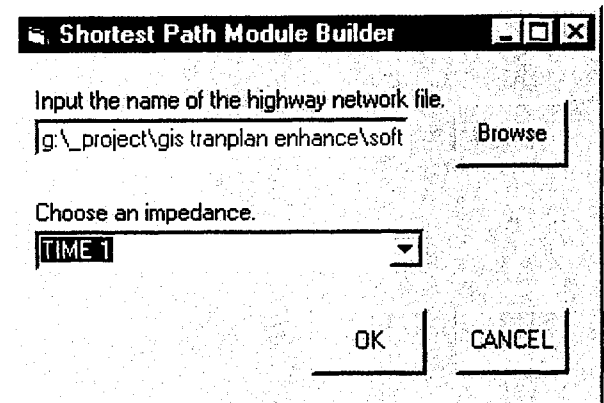 Shortest Path Module Builder
Input the name of the highway network file.
g:\_project\gis tranplan enhance\soft
Browse
Choose an impedance.
TIME 1
OK
CANCEL